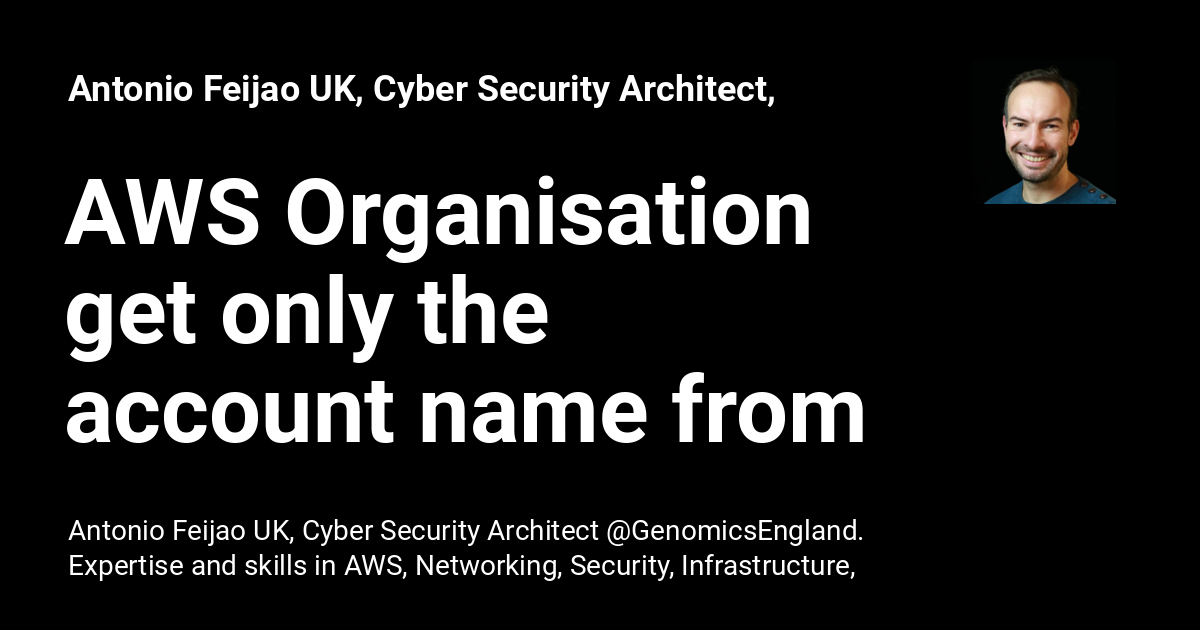 Antonio Feijao UK, Cyber Security Architect,
AWS Organisation
get only the
account name from
Antonio Feijao UK, Cyber Security Architect @GenomicsEngland.
Expertise and skills in AWS, Networking, Security, Infrastructure,